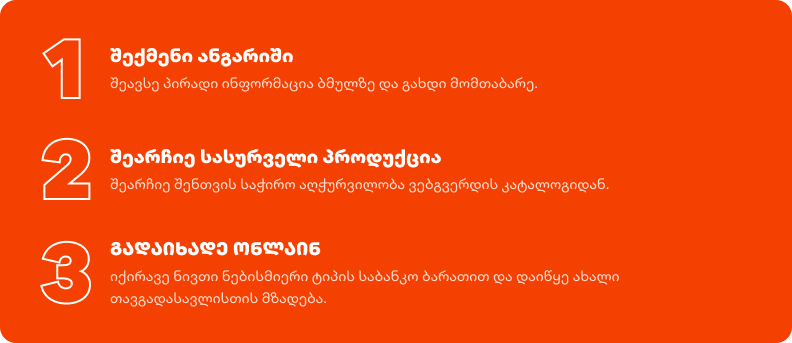 1
შექმენი ანგარიში
შეავსე პირადი ინფორმაცია ბმულზე და გახდი მომთაბარე.
2
შეარჩიე სასურველი პროდუქცია
შეარჩიე შენთვის საჭირო აღჭურვილობა ვებგვერდის კატალოგიდან.
3
გადაიხადე ონლაინ
იქირავე ნივთი ნებისმიერი ტიპის საბანკო ბარათით და დაიწყე ახალი
თავგადასავლისთის მზადება.